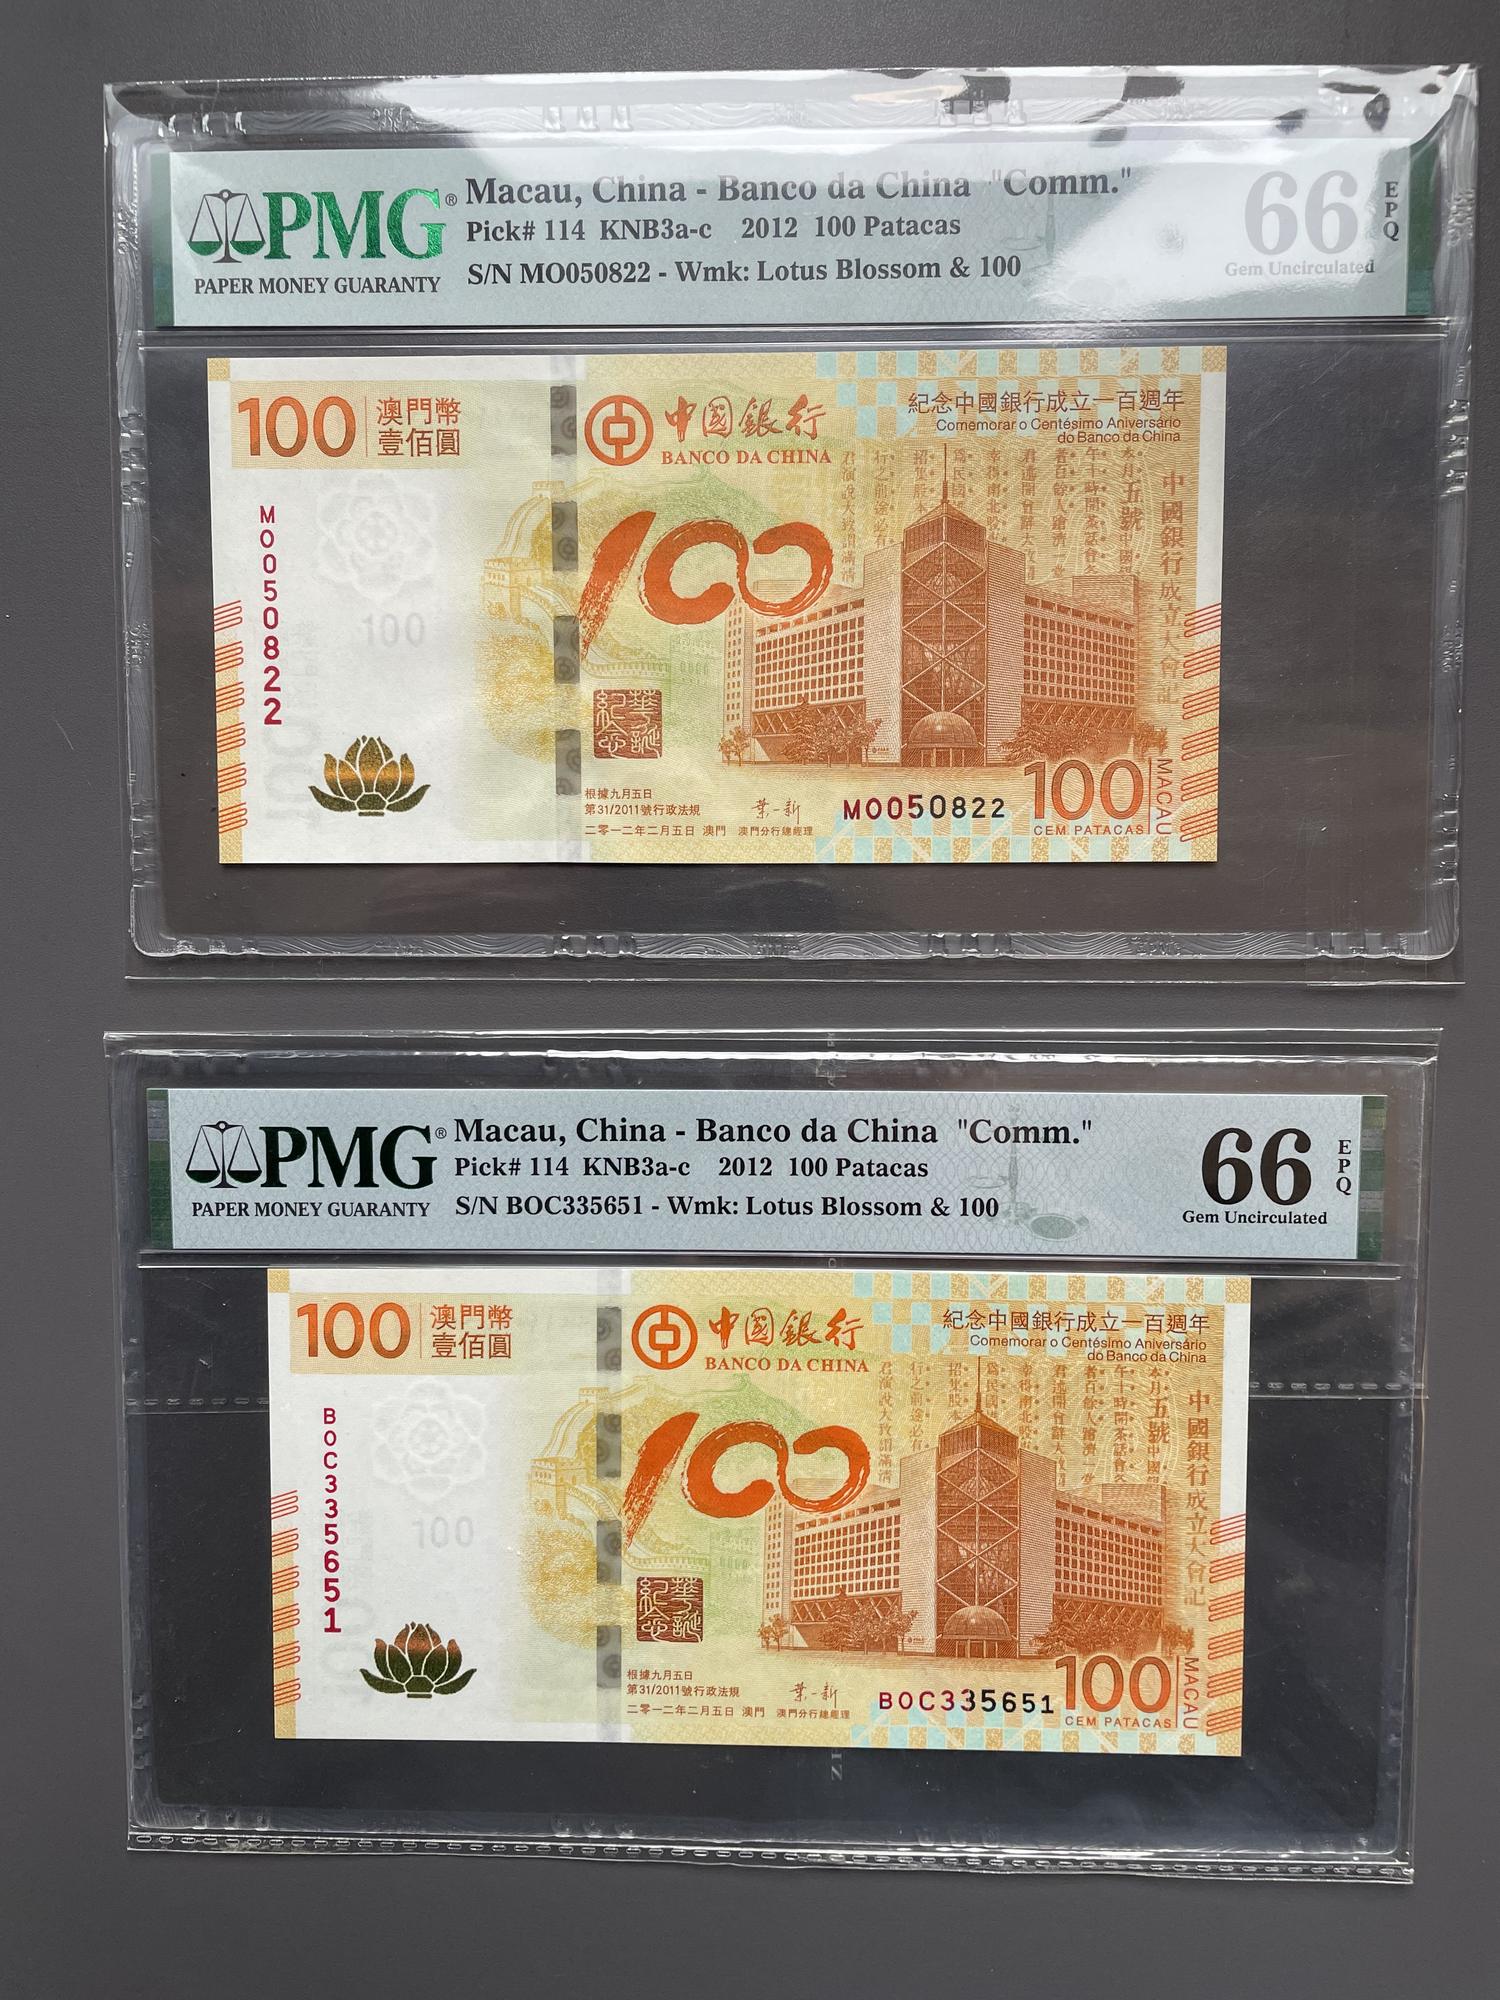 PMG®
PAPER MONEY GUARANTY
Macau, China - Banco da China "Comm."
Pick# 114 KNB3a-c 2012 100 Patacas
S/N MO050822 - Wmk: Lotus Blossom & 100
66
EPQ
Gem Uncirculated
100
澳門幣
壹佰圓
中國銀行
BANCO DA CHINA
紀念中國銀行成立一百週年
Comemorar o Centésimo Aniversário
do Banco da China
中國銀行成立大會記
MO050822
100
100
根據九月五日
第31/2011號行政法規
二零一二年二月五日 澳門 澳門分行總經理
葉一新
MO050822
100
CEM PATACAS
MACAU
PMG®
PAPER MONEY GUARANTY
Macau, China - Banco da China "Comm."
Pick# 114 KNB3a-c 2012 100 Patacas
S/N BOC335651 - Wmk: Lotus Blossom & 100
66
EPQ
Gem Uncirculated
100
澳門幣
壹佰圓
中國銀行
BANCO DA CHINA
紀念中國銀行成立一百週年
Comemorar o Centésimo Aniversário
do Banco da China
中國銀行成立大會記
BOC335651
100
100
根據九月五日
第31/2011號行政法規
二零一二年二月五日 澳門 澳門分行總經理
葉一新
BOC335651
100
CEM PATACAS
MACAU